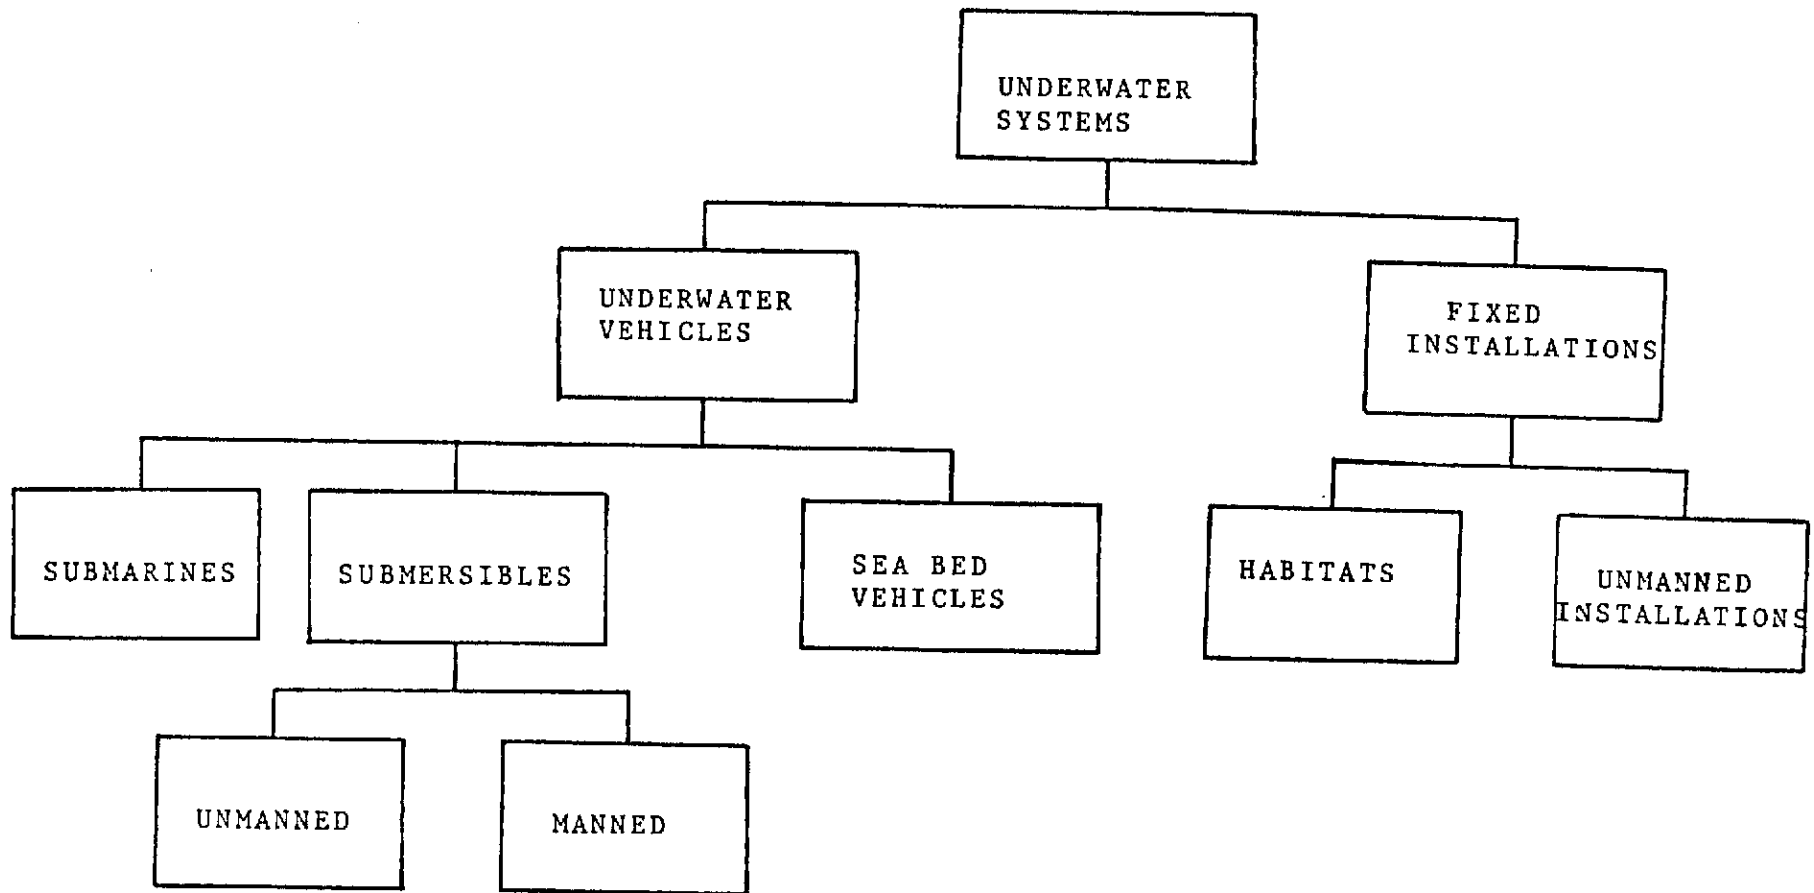 UNDERWATER
SYSTEMS
UNDERWATER
VEHICLES
FIXED
INSTALLATIONS
SUBMARINES
SUBMERSIBLES
SEA BED
VEHICLES
HABITATS
UNMANNED
INSTALLATIONS
UNMANNED
MANNED